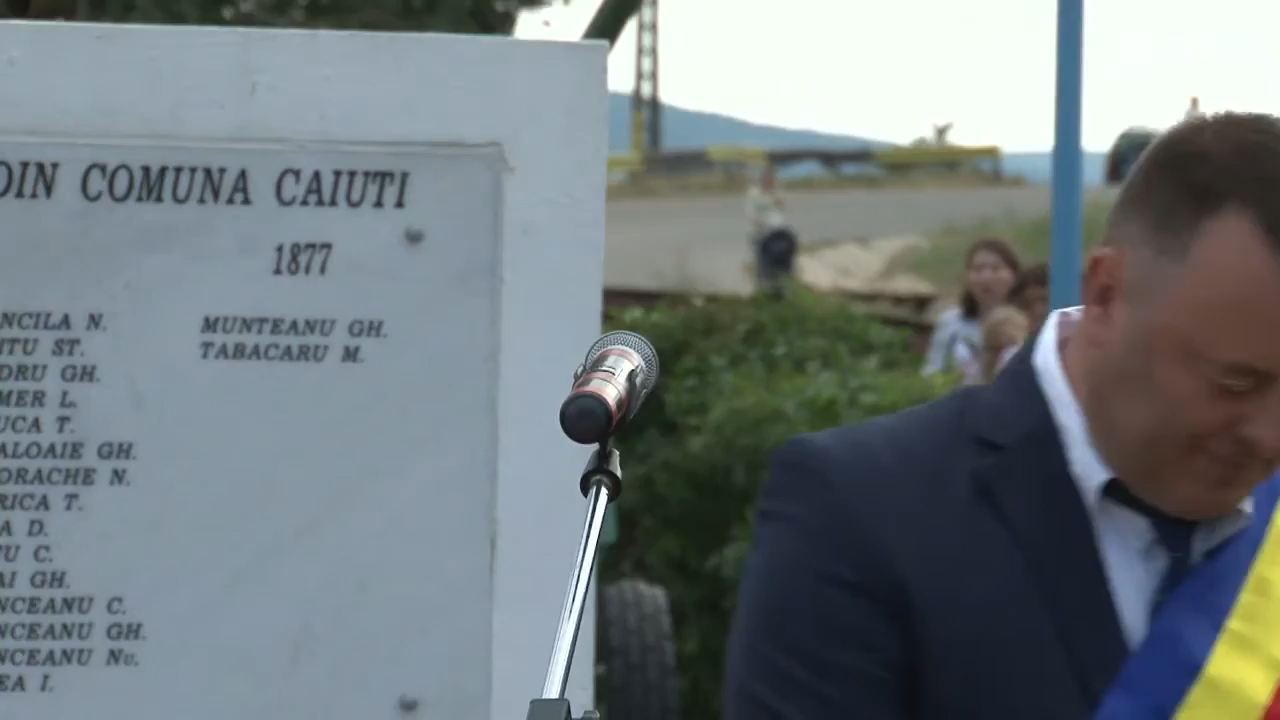 DIN COMUNA CAIUTI
1877
NCILA N. MUNTEANU GH.
ITU ST. TABACARU M.
DRU GH.
MER L.
UCA T.
ALOAIE GH.
ORACHE N.
RICA T.
A D.
TU C.
AI GH.
NCEANU C.
NCEANU GH.
NCEANU Nu.
EA I.